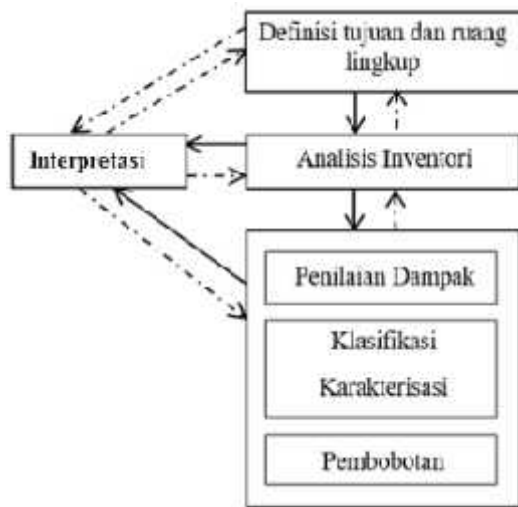 Definisi tujuan dan ruang
lingkup
Interpretasi
Analisis Inventori
Penilaian Dampak
Klasifikasi
Karakterisasi
Pembobotan